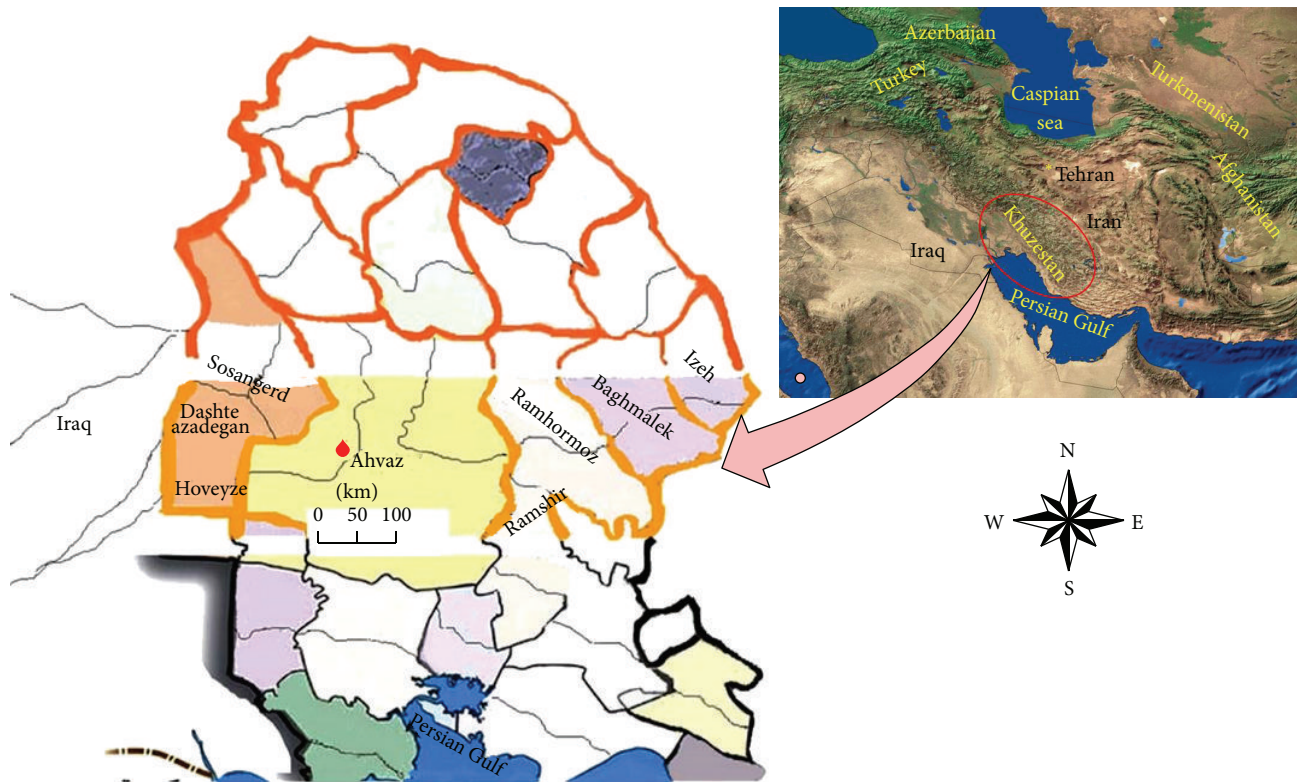 Azerbaijan
Turkey
Caspian
sea
Turkmenistan
Afghanistan
Tehran
Iran
Khuzestan
Iraq
Persian Gulf
Izeh
Sosangerd
Baghmalek
Dashte
azadegan
Iraq
Ramhormoz
Ahvaz
Hoveyze
(km)
0 50 100
Ramshir
Persian Gulf
N
W E
S